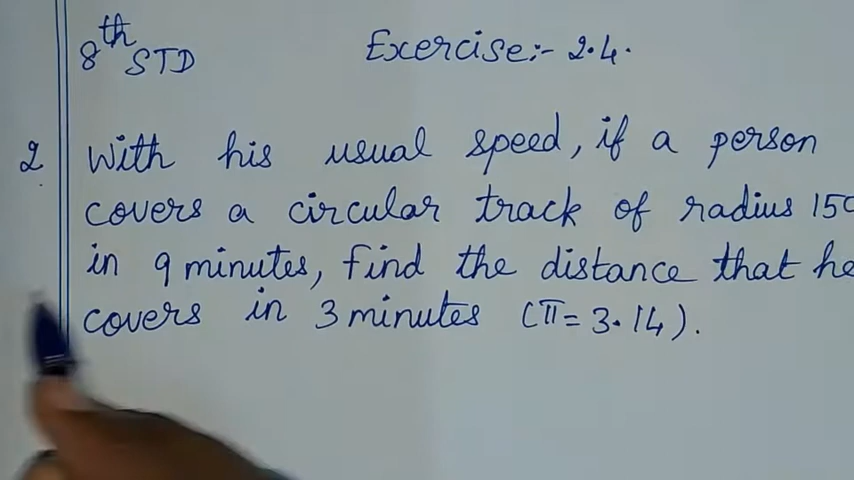 8th STD
Exercise:- 2.4.
2. With his usual speed, if a person
covers a circular track of radius 150
in 9 minutes, find the distance that he
covers in 3 minutes (π = 3.14).